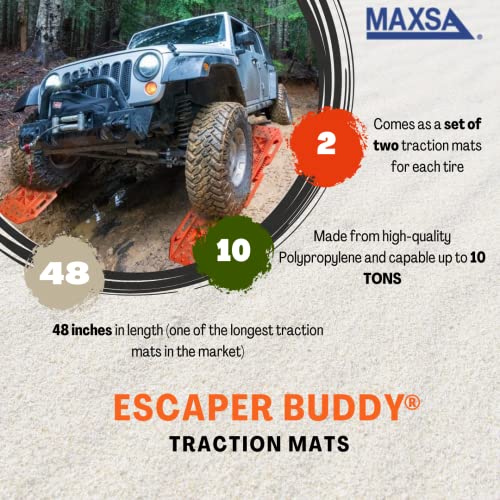 MAXSA®
2
Comes as a set of
two traction mats
for each tire
10
Made from high-quality
Polypropylene and capable up to 10
TONS
48
48 inches in length (one of the longest traction
mats in the market)
ESCAPER BUDDY®
TRACTION MATS